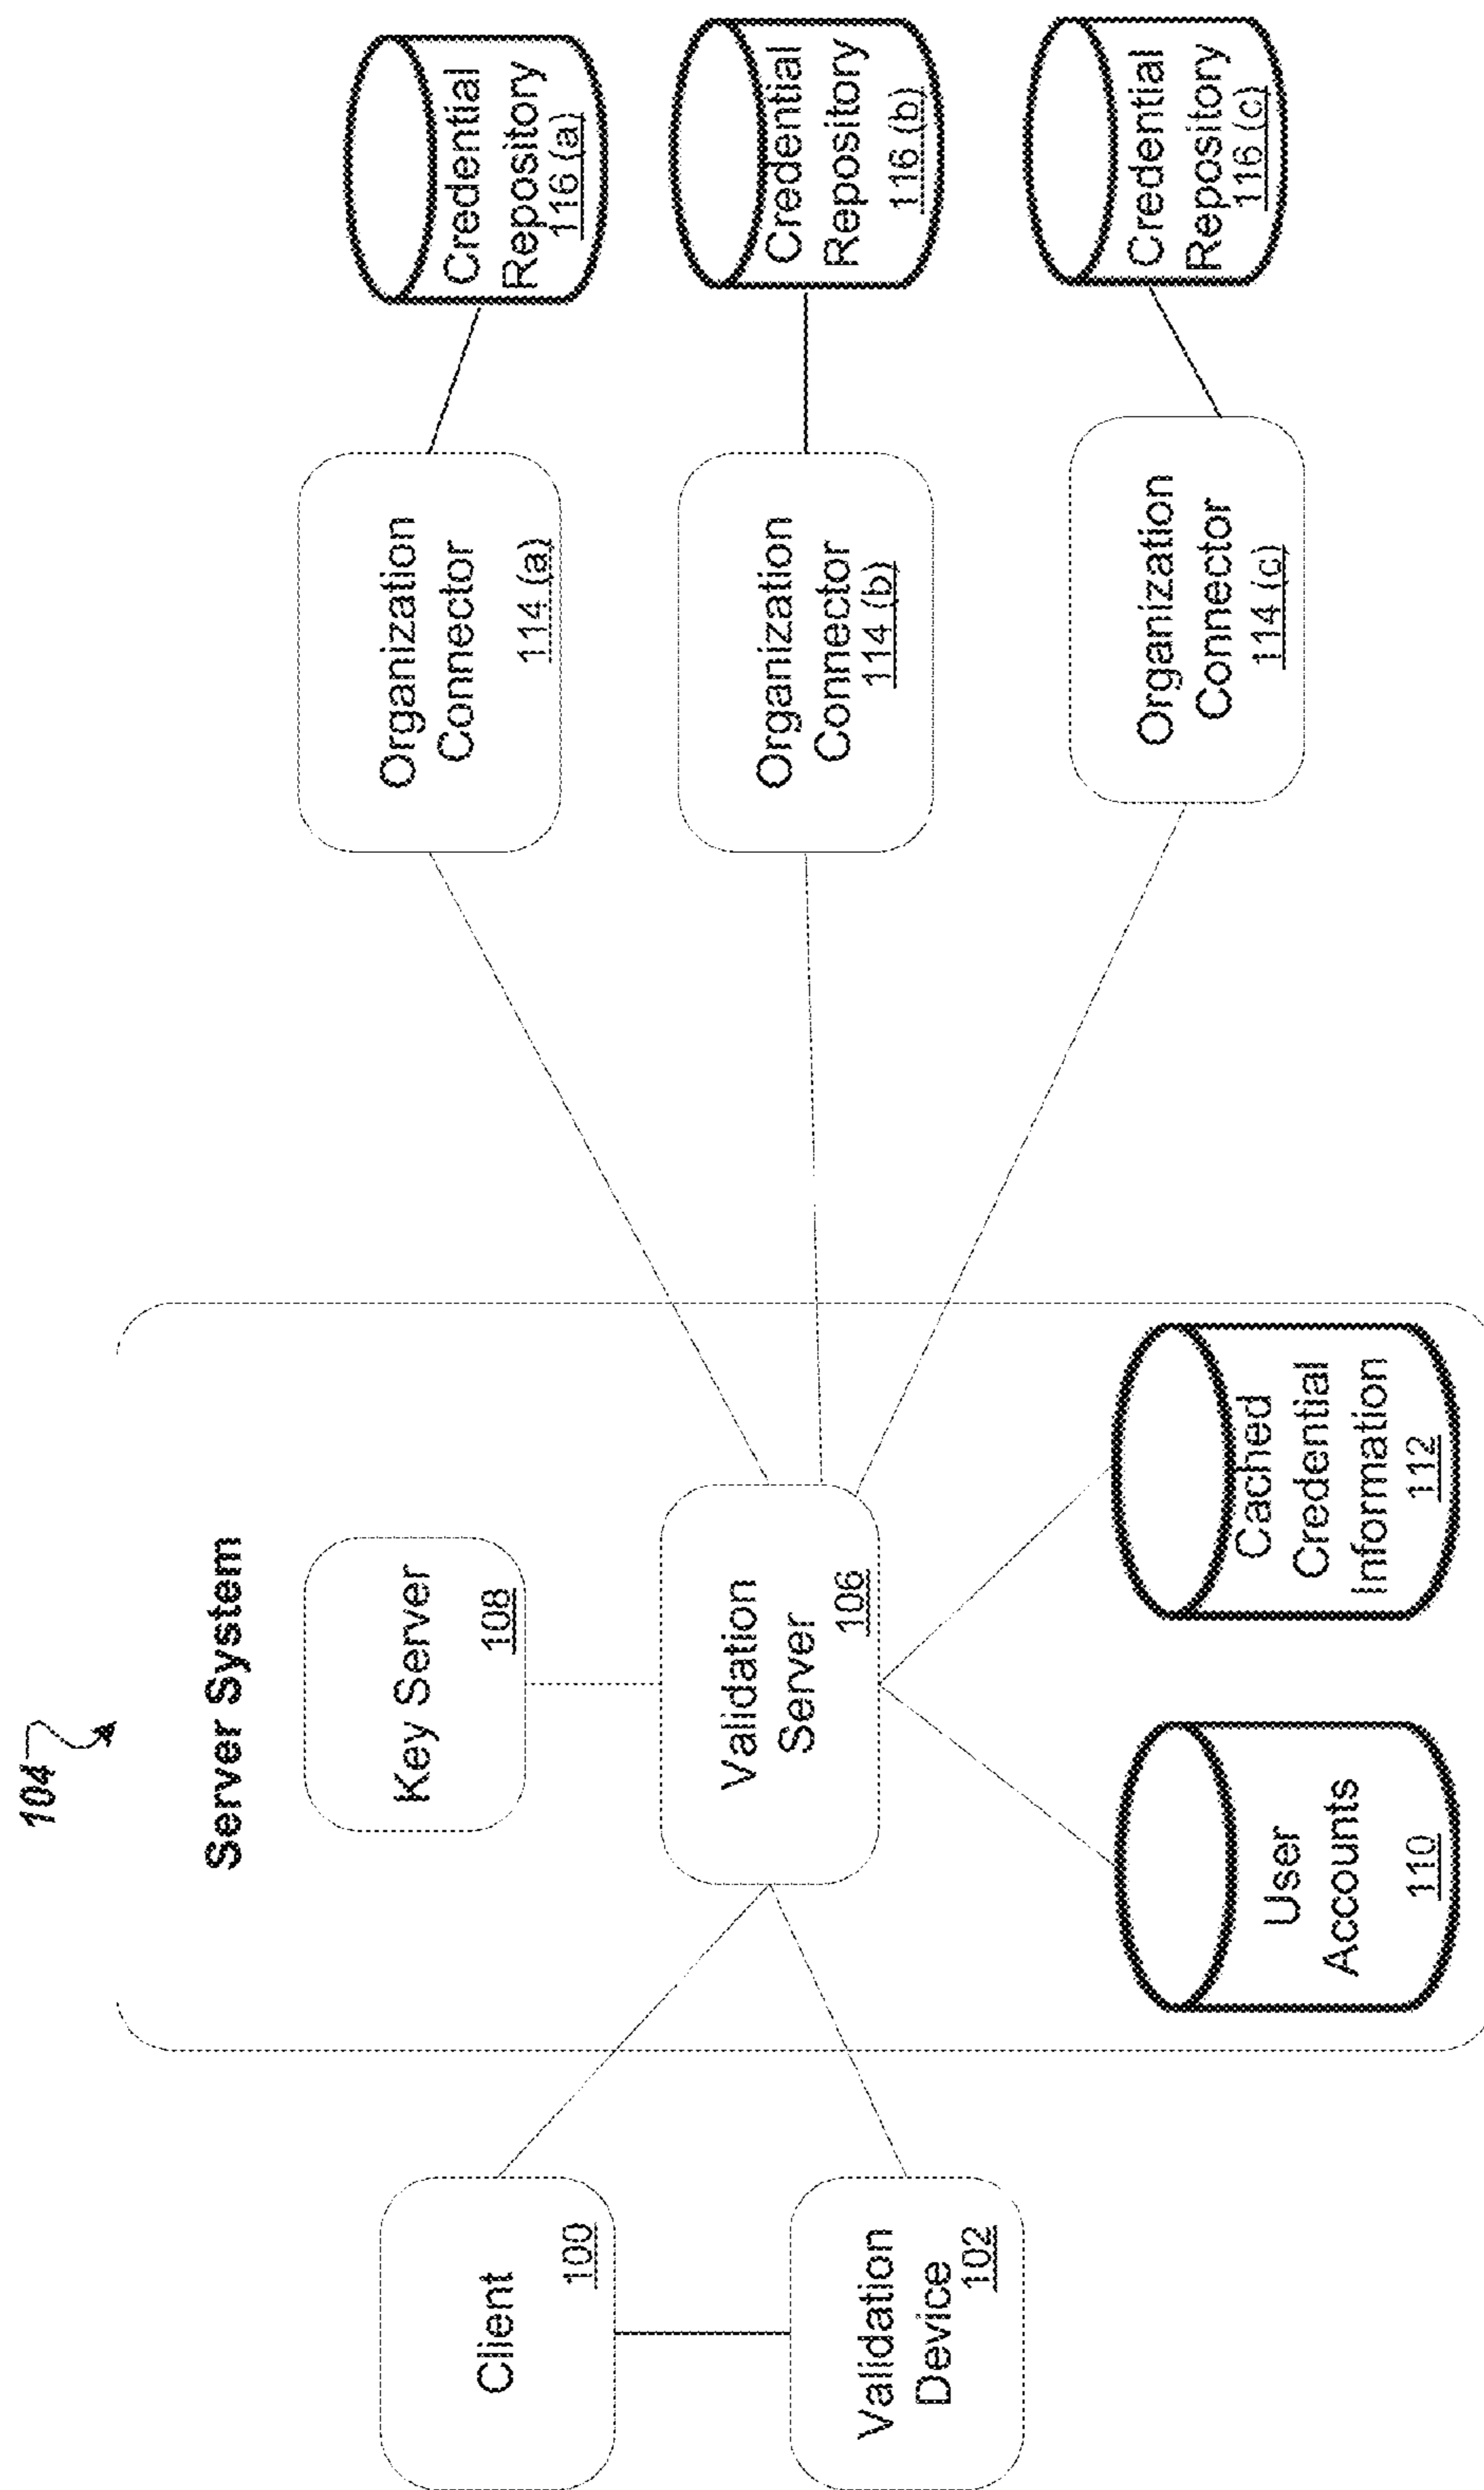 104
Server System
Client
100
Validation
Device
102
Key Server
108
Validation
Server
106
User
Accounts
110
Cached
Credential
Information
112
Organization
Connector
114 (a)
Organization
Connector
114 (b)
Organization
Connector
114 (c)
Credential
Repository
116 (a)
Credential
Repository
116 (b)
Credential
Repository
116 (c)